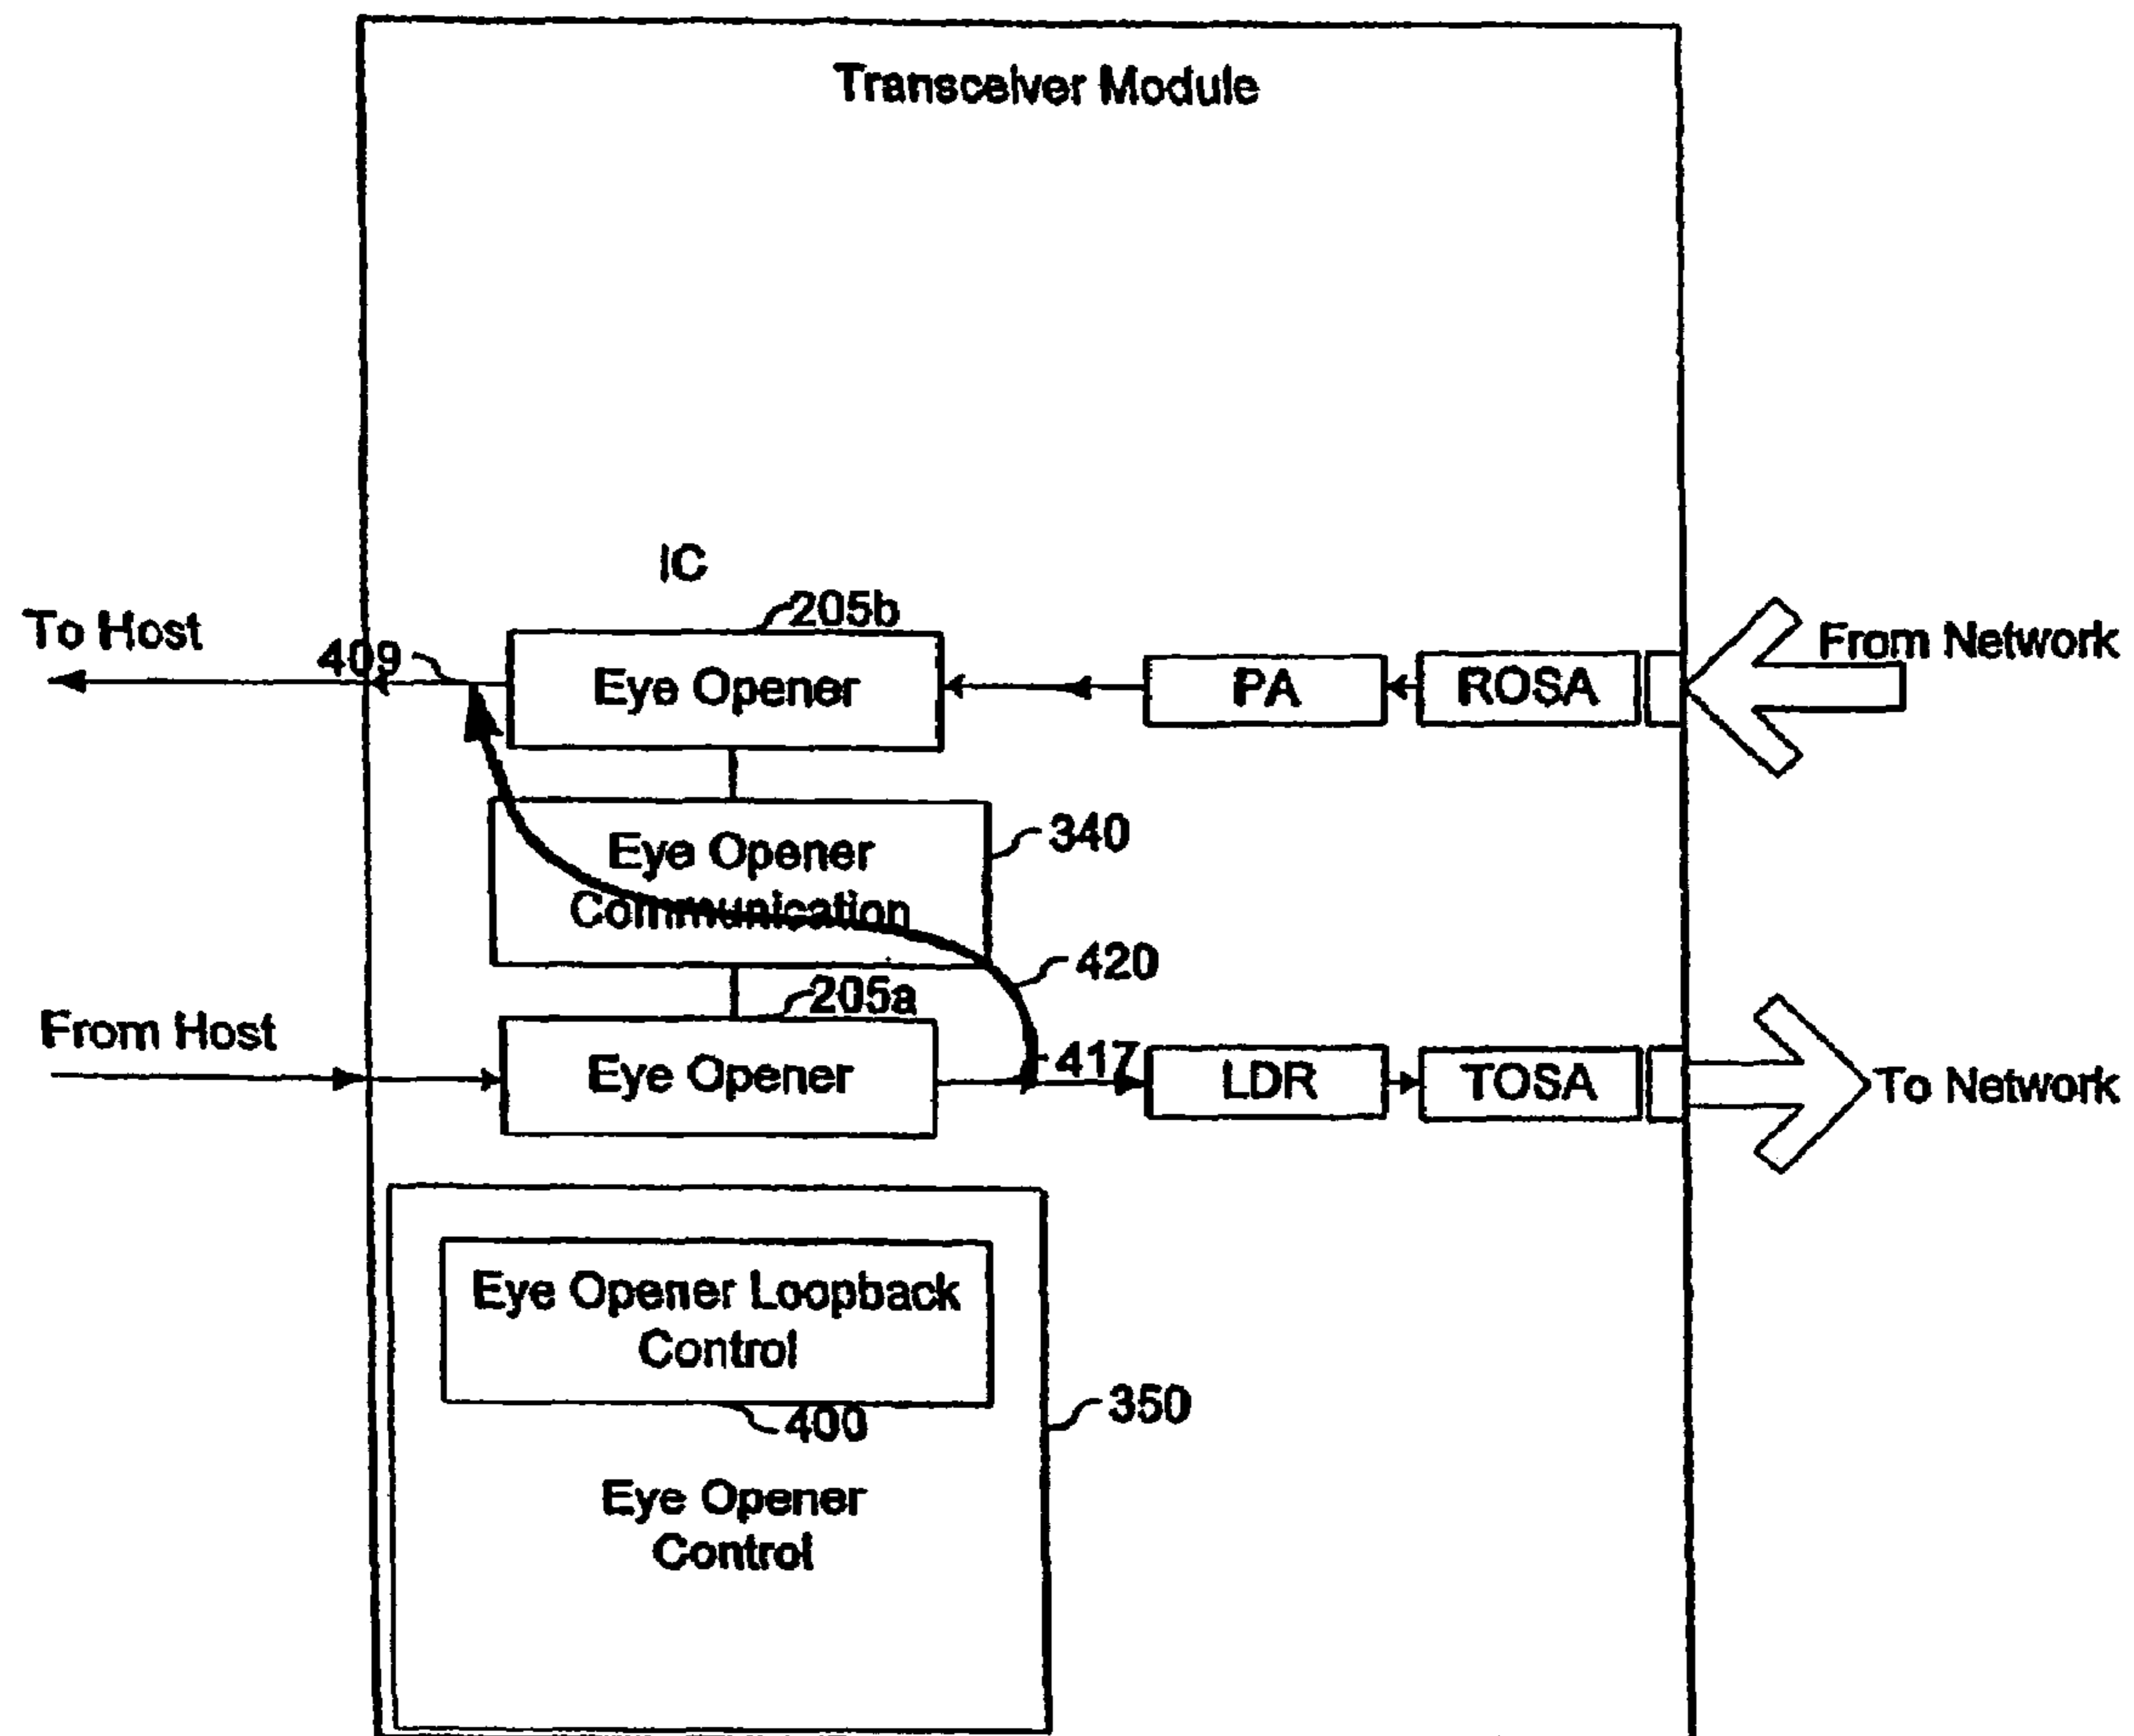 Transceiver Module
IC
205b
To Host
409
Eye Opener
PA
ROSA
From Network
Eye Opener
Communication
340
420
205a
From Host
Eye Opener
417
LDR
TOSA
To Network
Eye Opener Loopback
Control
400
350
Eye Opener
Control